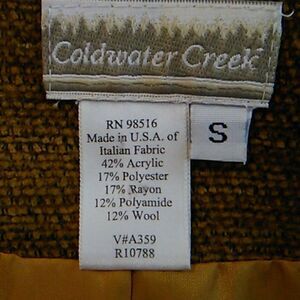 Coldwater Creek
S
RN 98516
Made in U.S.A. of
Italian Fabric
42% Acrylic
17% Polyester
17% Rayon
12% Polyamide
12% Wool
V#A359
R10788